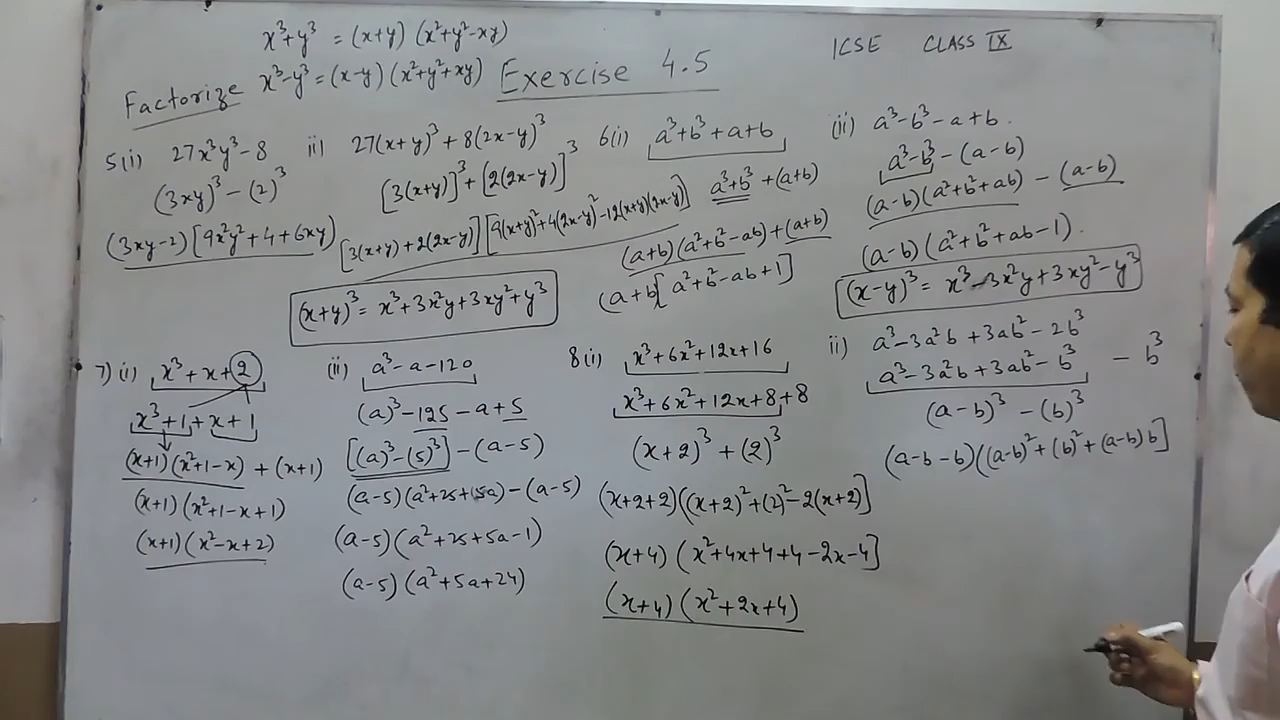 x³+y³ = (x+y) (x²+y²-xy)
ICSE CLASS IX
Factorize x³-y³ = (x-y) (x²+y²+xy) Exercise 4.5
5(i) 27x³y³-8
(3xy)³-(2)³
(3xy-2)[9x²y²+4+6xy)
ii) 27(x+y)³+8(2x-y)³
[3(x+y)]³+[2(2x-y)]³
[3(x+y)+2(2x-y)][9(x+y)²+4(2x-y)²-12(x+y)(2x-y)]
(x+y)³= x³+3x²y+3xy²+y³
6(i) a³+b³+a+b
a³+b³+(a+b)
(a+b)(a²+b²-ab)+(a+b)
(a+b[a²+b²-ab+1]
(ii) a³-b³-a+b.
a³-b³-(a-b)
(a-b)(a²+b²+ab)-(a-b)
(a-b)(a²+b²+ab-1).
(x-y)³= x³-3x²y+3xy²-y³
7)(i) x³+x+2
x³+1+x+1
(x+1)(x²+1-x)+(x+1)
(x+1)(x²+1-x+1)
(x+1)(x²-x+2)
(ii) a³-a-120
(a)³-125-a+5
[(a)³-(5)³]-(a-5)
(a-5)(a²+25+5a)-(a-5)
(a-5)(a²+25+5a-1)
(a-5)(a²+5a+24)
8(i) x³+6x²+12x+16
x³+6x²+12x+8+8
(x+2)³+(2)³
(x+2+2)((x+2)²+(2)²-2(x+2)]
(x+4)(x²+4x+4+4-2x-4]
(x+4)(x²+2x+4)
ii) a³-3a²b+3ab²-2b³
a³-3a²b+3ab²-b³ -b³
(a-b)³-(b)³
(a-b-b)((a-b)²+(b)²+(a-b)b]